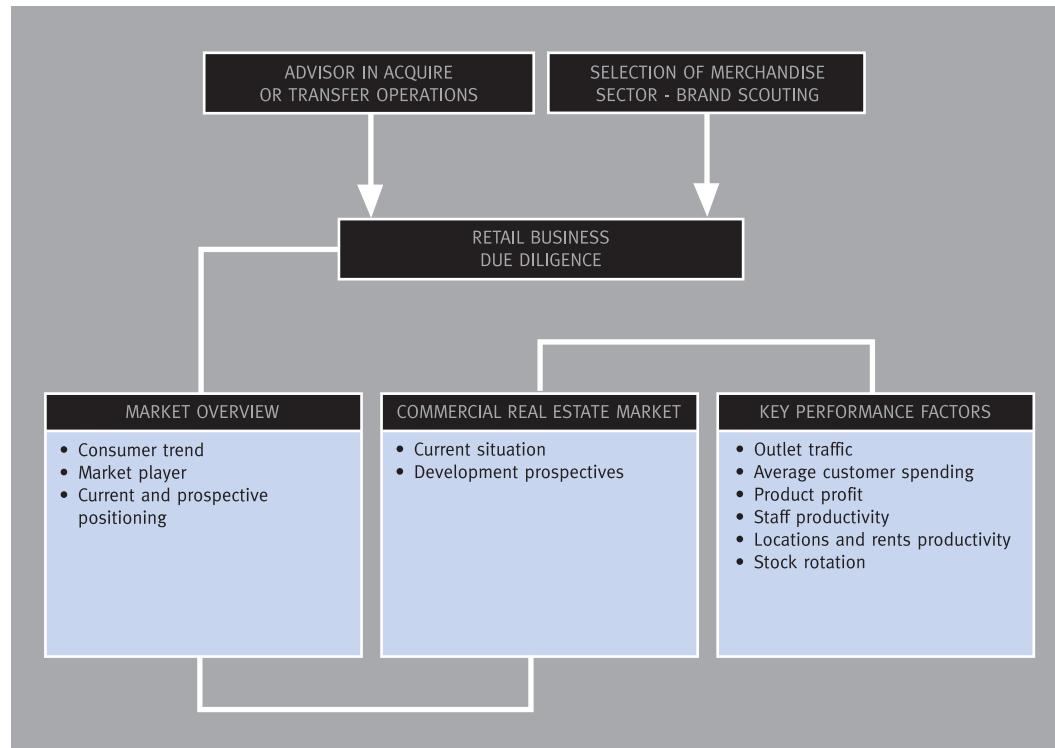 ADVISOR IN ACQUIRE
OR TRANSFER OPERATIONS
SELECTION OF MERCHANDISE
SECTOR - BRAND SCOUTING
RETAIL BUSINESS
DUE DILIGENCE
MARKET OVERVIEW
• Consumer trend
• Market player
• Current and prospective
positioning
COMMERCIAL REAL ESTATE MARKET
• Current situation
• Development prospectives
KEY PERFORMANCE FACTORS
• Outlet traffic
• Average customer spending
• Product profit
• Staff productivity
• Locations and rents productivity
• Stock rotation